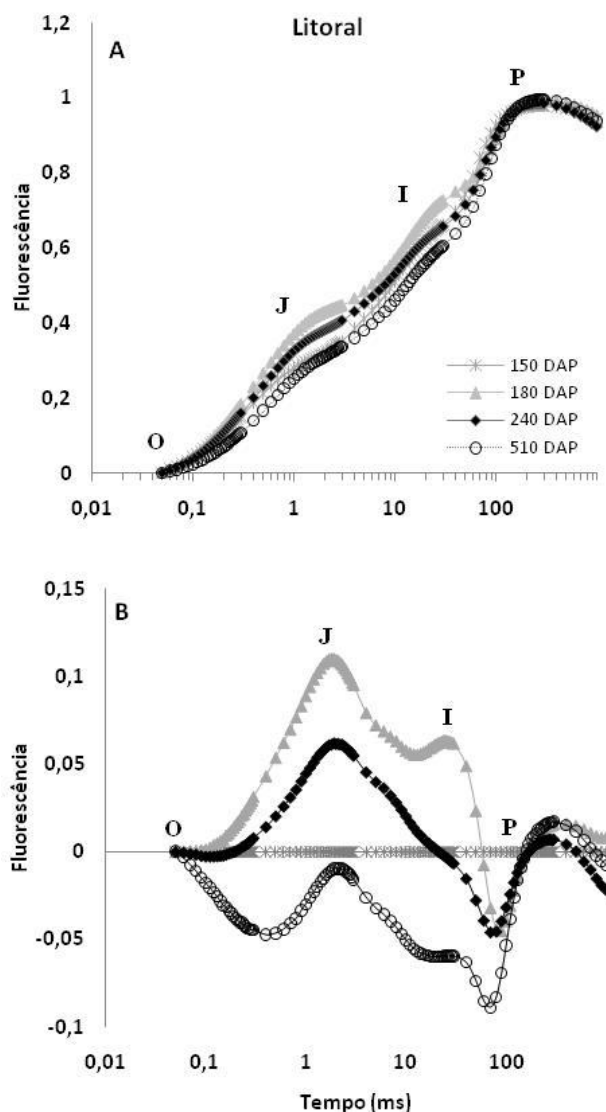 Litoral
A
1,2
1
0,8
0,6
0,4
0,2
0
Fluorescência
O
J
I
P
150 DAP
180 DAP
240 DAP
510 DAP
0,01
0,1
1
10
100
B
0,15
0,1
0,05
0
-0,05
-0,1
Fluorescência
O
J
I
P
0,01
0,1
1
10
100
Tempo (ms)